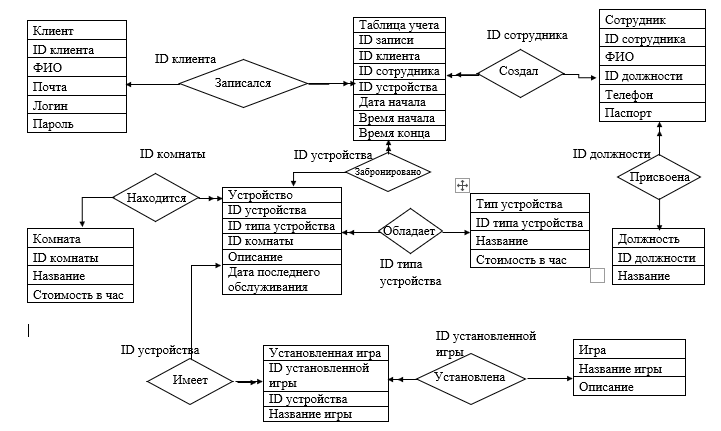 Клиент
ID клиента
ФИО
Почта
Логин
Пароль
ID клиента
Записался
Таблица учета
ID записи
ID клиента
ID сотрудника
ID устройства
Дата начала
Время начала
Время конца
ID сотрудника
Создал
Сотрудник
ID сотрудника
ФИО
ID должности
Телефон
Паспорт
ID комнаты
Находится
ID устройства
Забронировано
ID должности
Присвоена
Комната
ID комнаты
Название
Стоимость в час
Устройство
ID устройства
ID типа устройства
ID комнаты
Описание
Дата последнего
обслуживания
Обладает
ID типа
устройства
Тип устройства
ID типа устройства
Название
Стоимость в час
Должность
ID должности
Название
ID устройства
Имеет
Установленная игра
ID установленной
игры
ID устройства
Название игры
ID установленной
игры
Установлена
Игра
Название игры
Описание